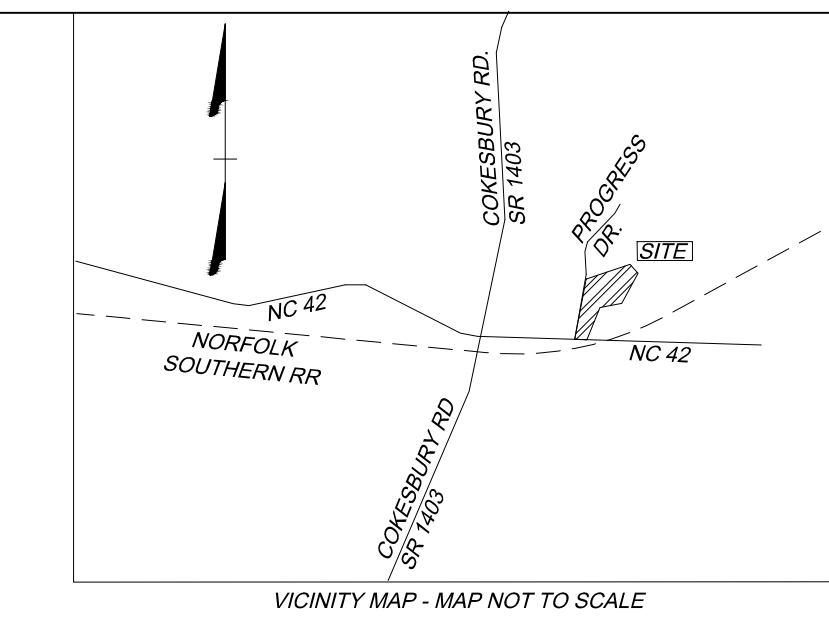 COKESBURY RD.
SR 1403
PROGRESS
DR.
SITE
NC 42
NORFOLK
SOUTHERN RR
NC 42
COKESBURY RD
SR 1403
VICINITY MAP - MAP NOT TO SCALE